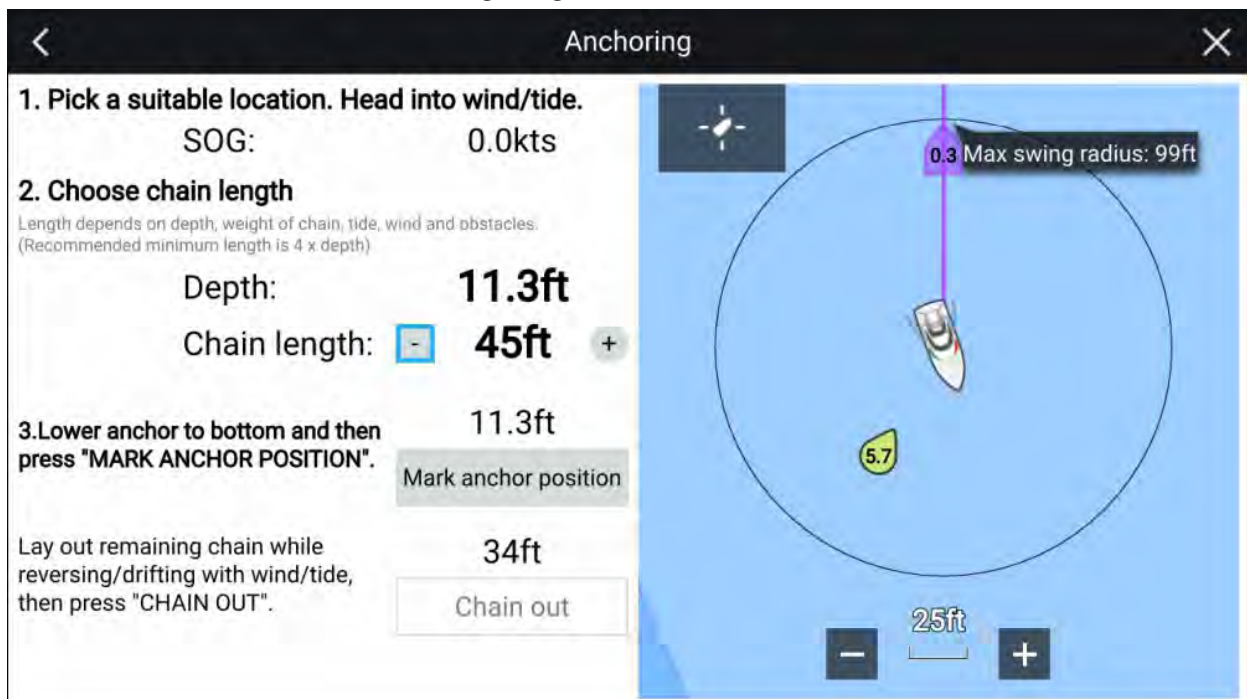 Anchoring
1. Pick a suitable location. Head into wind/tide.
SOG: 0.0kts
2. Choose chain length
Length depends on depth, weight of chain, tide, wind and obstacles.
(Recommended minimum length is 4 x depth)
Depth: 11.3ft
Chain length: - 45ft +
3.Lower anchor to bottom and then
press "MARK ANCHOR POSITION".
11.3ft
Mark anchor position
Lay out remaining chain while
reversing/drifting with wind/tide,
then press "CHAIN OUT".
34ft
Chain out
0.3
Max swing radius: 99ft
5.7
25ft